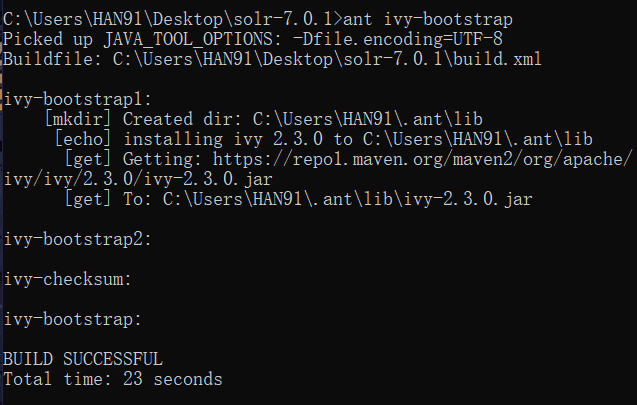 C:\Users\HAN91\Desktop\solr-7.0.1>ant ivy-bootstrap
Picked up JAVA_TOOL_OPTIONS: -Dfile.encoding=UTF-8
Buildfile: C:\Users\HAN91\Desktop\solr-7.0.1\build.xml
ivy-bootstrap1:
[mkdir] Created dir: C:\Users\HAN91\.ant\lib
[echo] installing ivy 2.3.0 to C:\Users\HAN91\.ant\lib
[get] Getting: https://repo1.maven.org/maven2/org/apache/
ivy/ivy/2.3.0/ivy-2.3.0.jar
[get] To: C:\Users\HAN91\.ant\lib\ivy-2.3.0.jar
ivy-bootstrap2:
ivy-checksum:
ivy-bootstrap:
BUILD SUCCESSFUL
Total time: 23 seconds